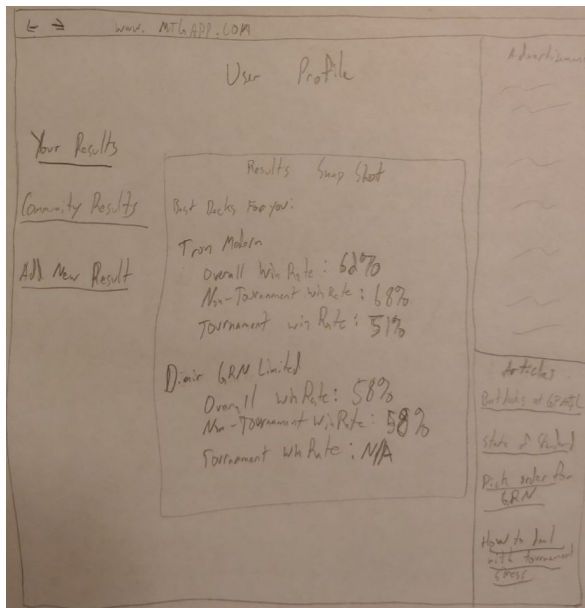 www. MTGAPP.COM
User Profile
Your Results
Community Results
Add New Result
Results Snap Shot
Best Decks For you:
Tron Modern
Overall Win Rate: 62%
Non-Tournament Win Rate: 68%
Tournament win Rate: 51%
Dimir GRN Limited
Overall Win Rate: 58%
Non-Tournament Win Rate: 58%
Tournament Win Rate: N/A
Articles
Best decks at
State of Standard
Pick order for
GRN
How to deal
with tournament
stress